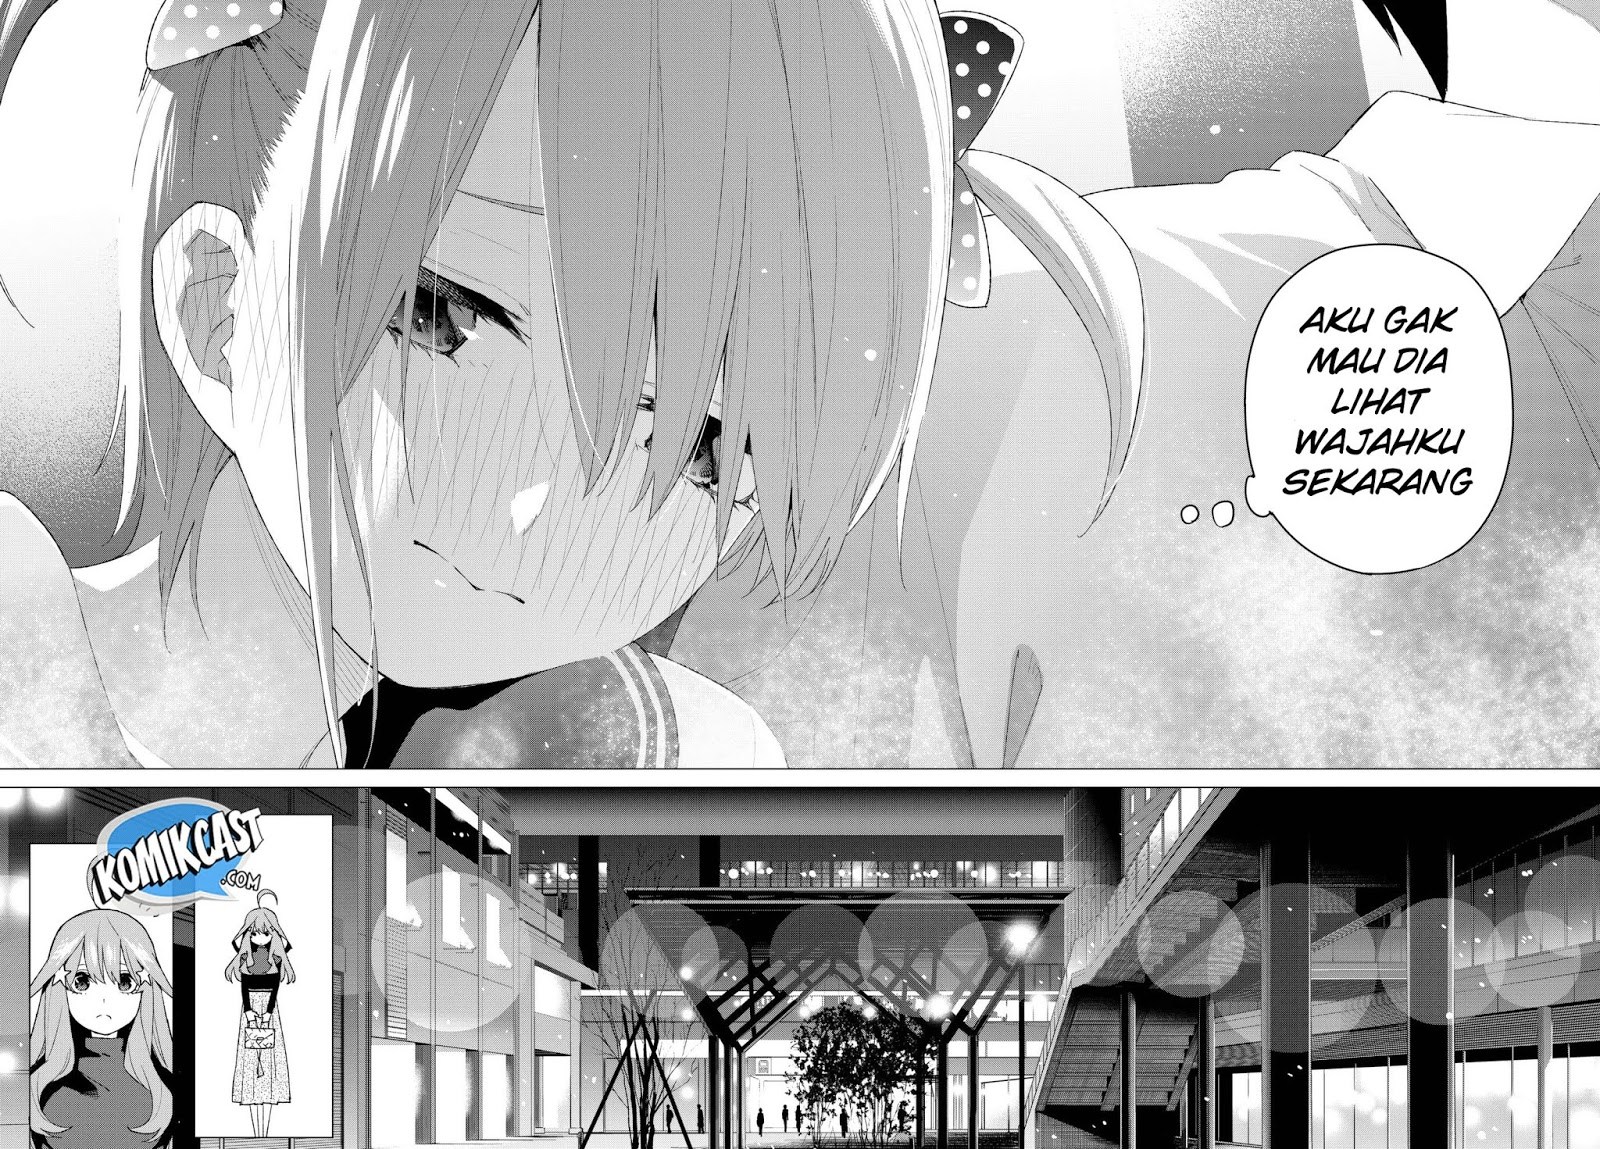 AKU GAK
MAU DIA
LIHAT
WAJAHKU
SEKARANG
KOMIKCAST
.COM